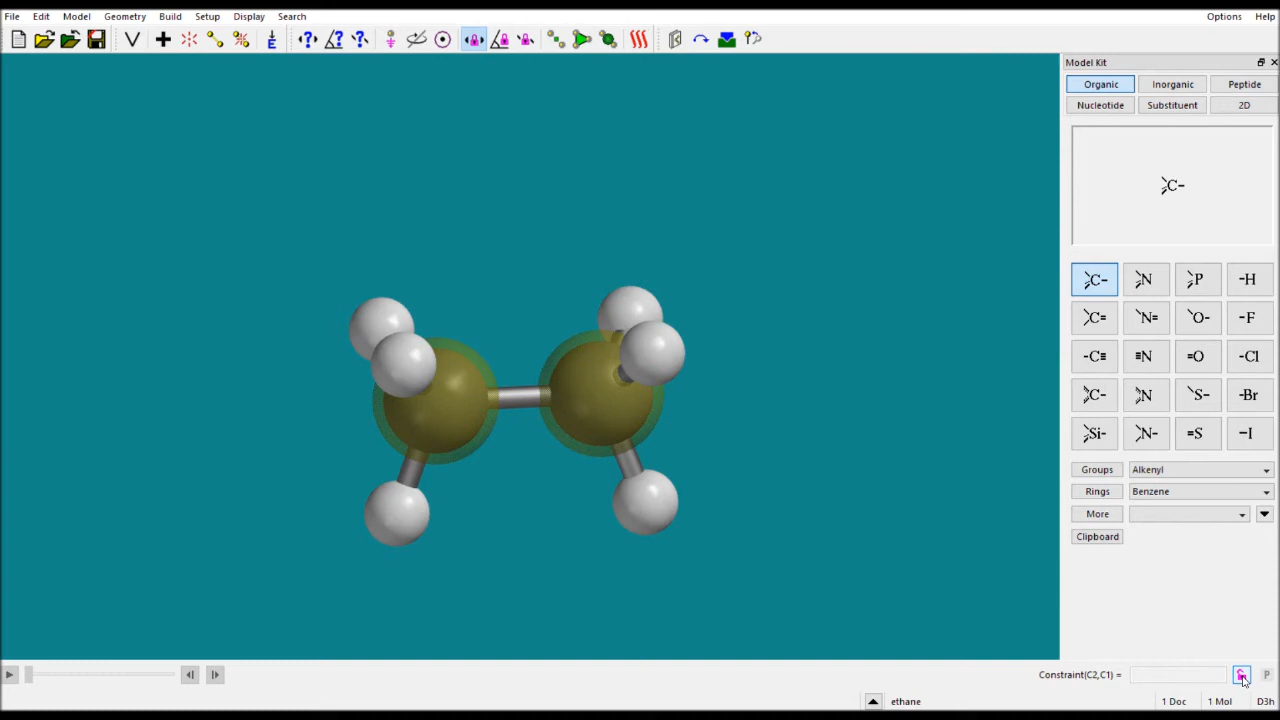 File Edit Model Geometry Build Setup Display Search Options Help
Model Kit
Organic Inorganic Peptide
Nucleotide Substituent 2D
C-
C- N P -H
C= N= O- -F
-C≡ ≡N =O -Cl
C- N S- -Br
Si- N- =S -I
Groups Alkenyl
Rings Benzene
More
Clipboard
Constraint(C2,C1) = P
ethane 1 Doc 1 Mol D3h